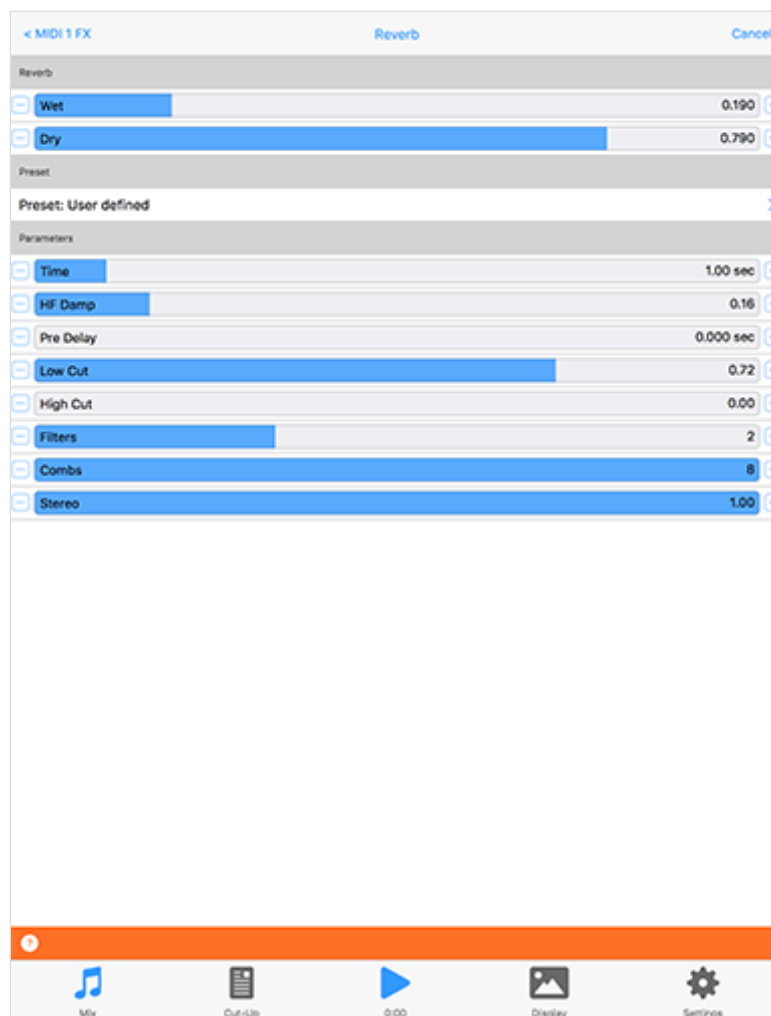 < MIDI 1 FX Reverb Cancel
Reverb
Wet 0.190
Dry 0.790
Preset
Preset: User defined
Parameters
Time 1.00 sec
HF Damp 0.16
Pre Delay 0.000 sec
Low Cut 0.72
High Cut 0.00
Filters 2
Combs 8
Stereo 1.00
?
Mix Cut-Up 0:00 Display Settings